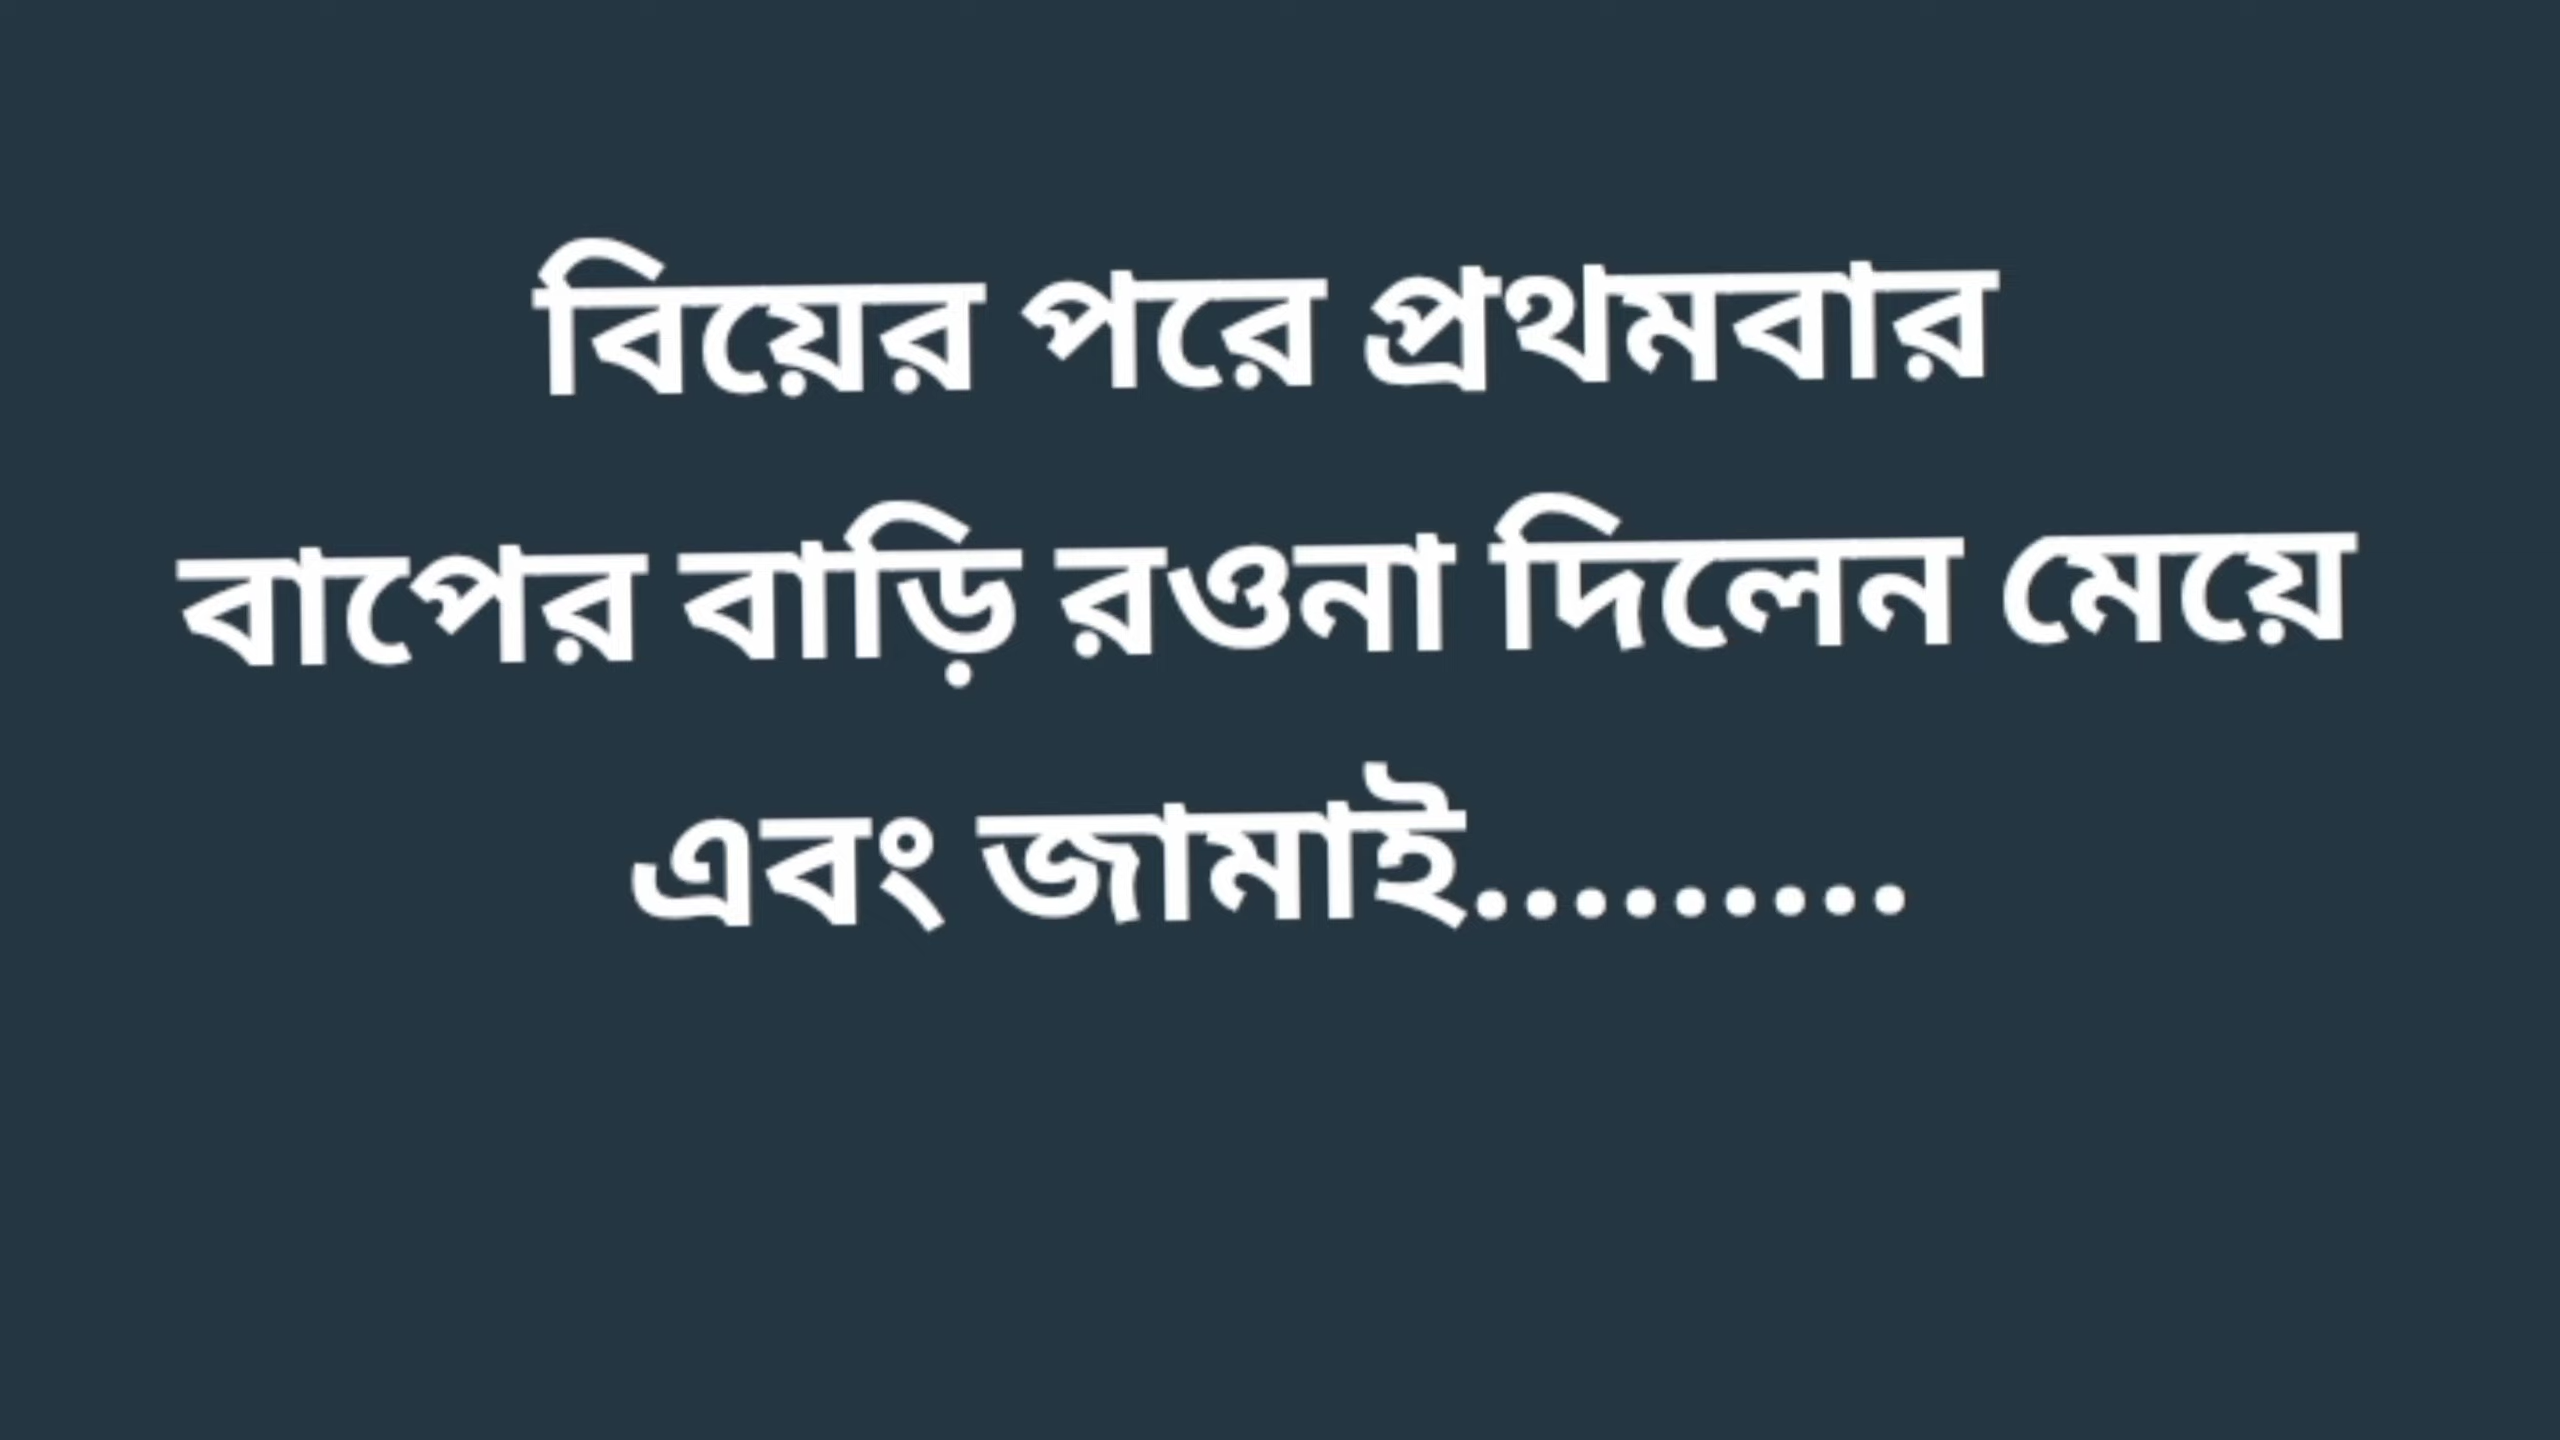 বিয়ের পরে প্রথমবার
বাপের বাড়ি রওনা দিলেন মেয়ে
এবং জামাই.........